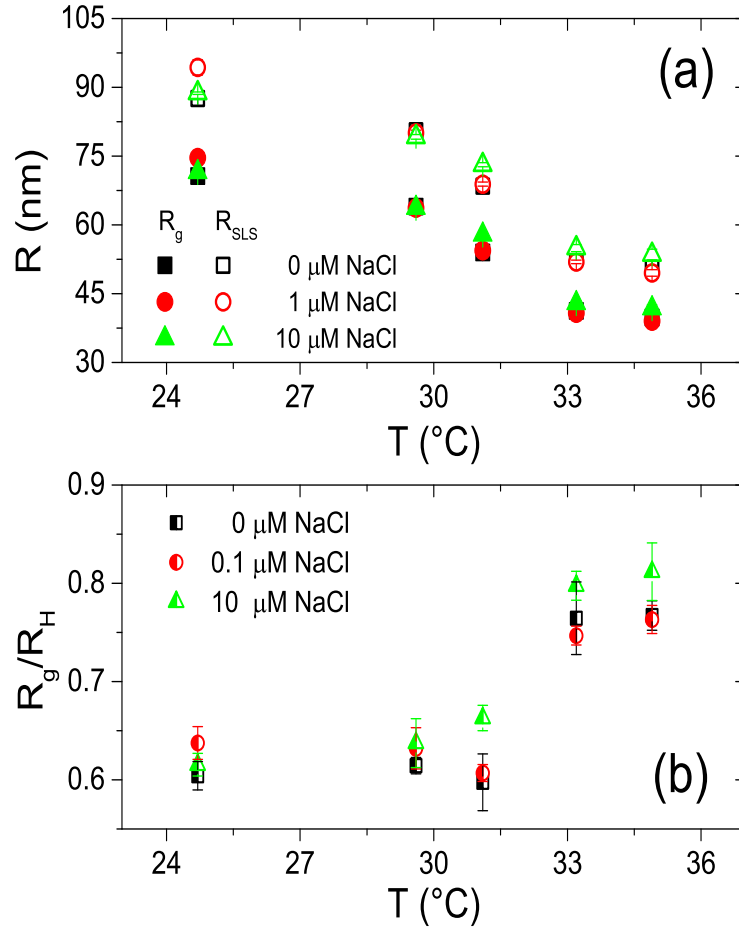 105
90
75
60
45
30
R (nm)
(a)
R_g R_SLS
0 μM NaCl
1 μM NaCl
10 μM NaCl
24 27 30 33 36
T (°C)
0.9
0.8
0.7
0.6
R_g/R_H
0 μM NaCl
0.1 μM NaCl
10 μM NaCl
(b)
24 27 30 33 36
T (°C)